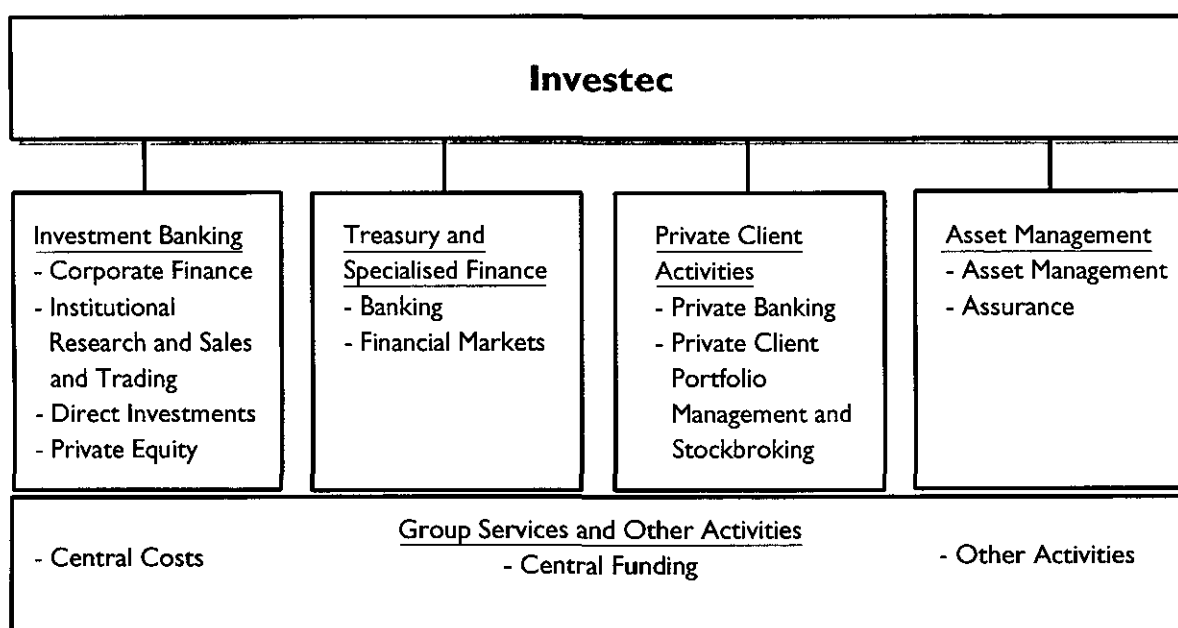 Investec
Investment Banking
- Corporate Finance
- Institutional
Research and Sales
and Trading
- Direct Investments
- Private Equity
Treasury and
Specialised Finance
- Banking
- Financial Markets
Private Client
Activities
- Private Banking
- Private Client
Portfolio
Management and
Stockbroking
Asset Management
- Asset Management
- Assurance
Group Services and Other Activities
- Central Costs
- Central Funding
- Other Activities